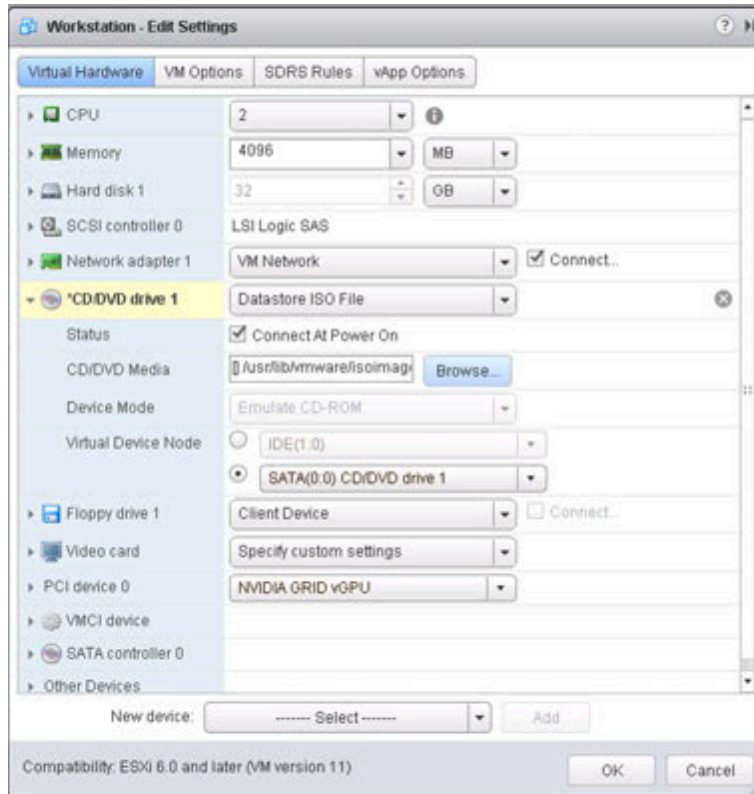 Workstation - Edit Settings
Virtual Hardware VM Options SDRS Rules vApp Options
CPU 2
Memory 4096 MB
Hard disk 1 32 GB
SCSI controller 0 LSI Logic SAS
Network adapter 1 VM Network Connect...
*CD/DVD drive 1 Datastore ISO File
Status Connect At Power On
CD/DVD Media [] /usr/lib/vmware/isoimag Browse...
Device Mode Emulate CD-ROM
Virtual Device Node IDE(1:0)
SATA(0:0) CD/DVD drive 1
Floppy drive 1 Client Device Connect...
Video card Specify custom settings
PCI device 0 NVIDIA GRID vGPU
VMCI device
SATA controller 0
Other Devices
New device: ------- Select ------- Add
Compatibility: ESXi 6.0 and later (VM version 11) OK Cancel